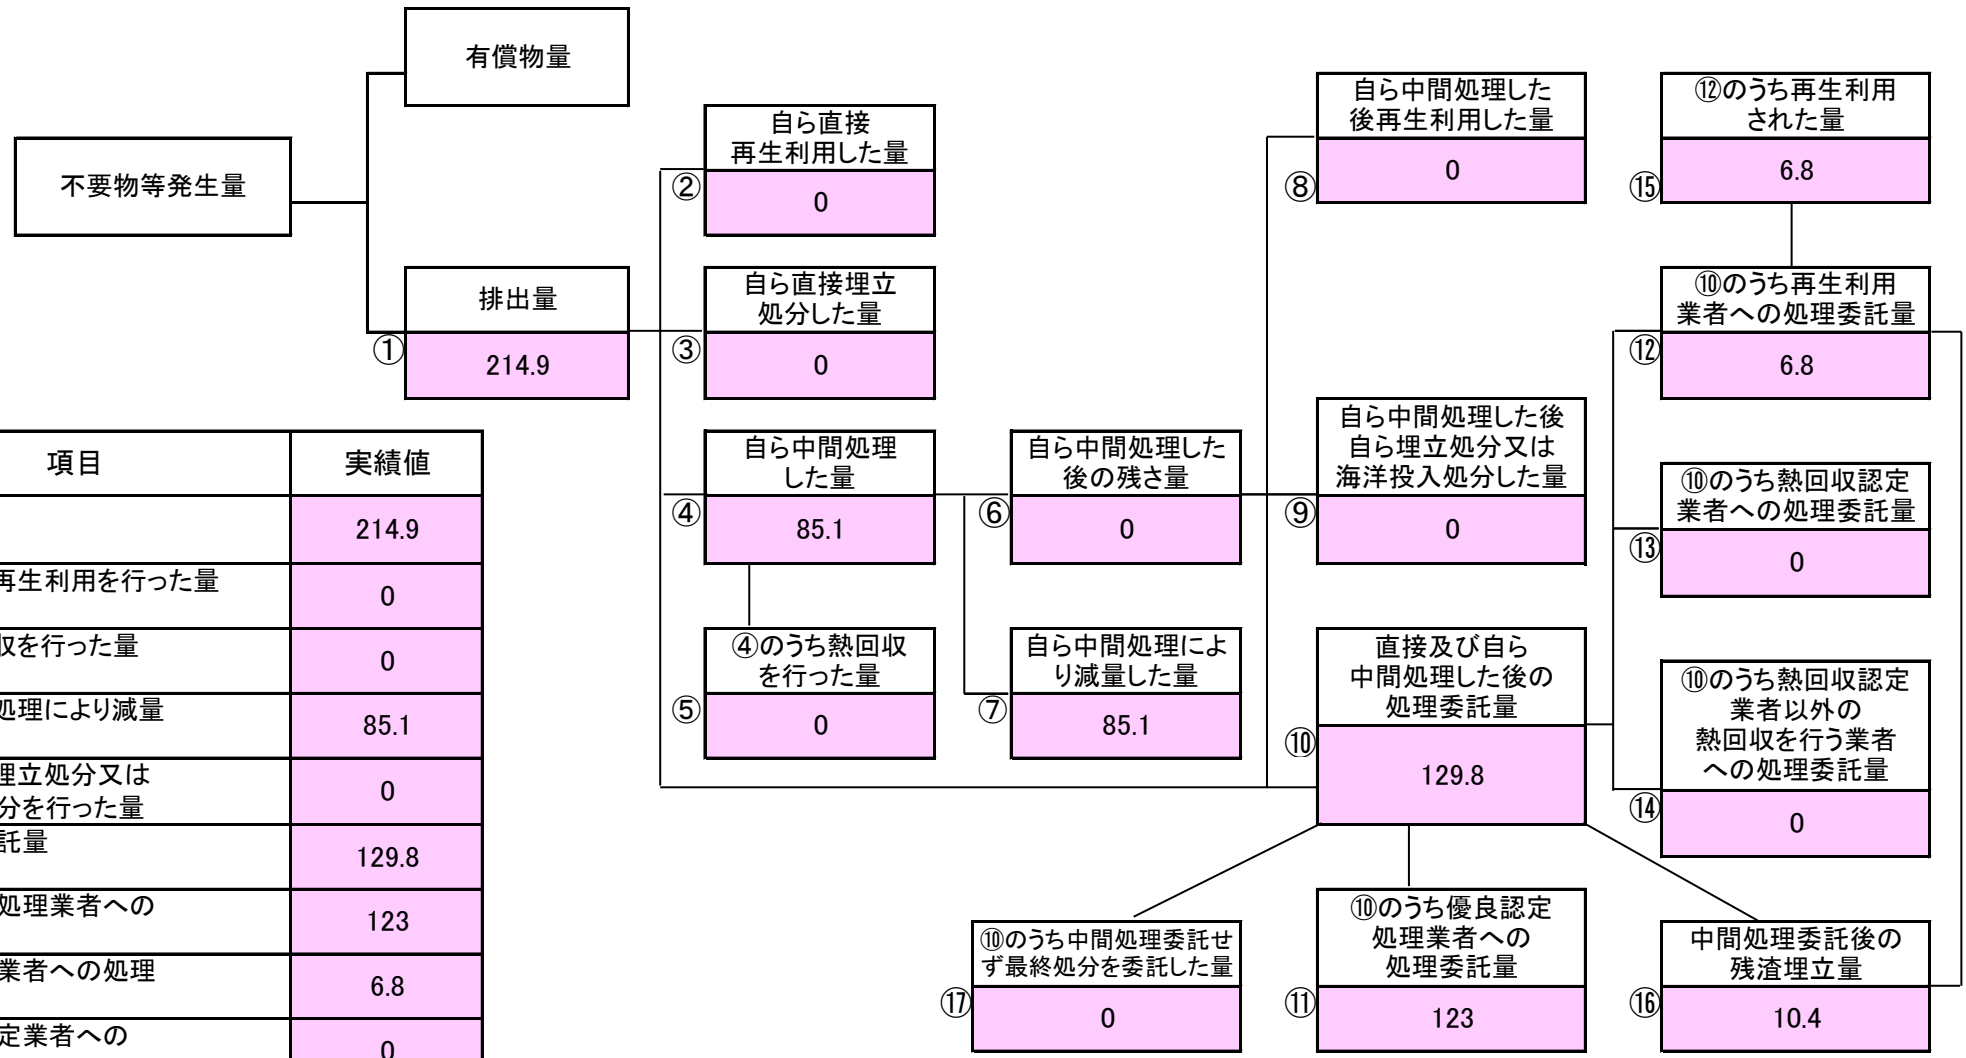 有償物量
不要物等発生量
排出量
①
214.9
自ら直接
再生利用した量
②
0
自ら直接埋立
処分した量
③
0
自ら中間処理
した量
④
85.1
④のうち熱回収
を行った量
⑤
0
自ら中間処理した
後の残さ量
⑥
0
自ら中間処理によ
り減量した量
⑦
85.1
自ら中間処理した
後再生利用した量
⑧
0
自ら中間処理した後
自ら埋立処分又は
海洋投入処分した量
⑨
0
直接及び自ら
中間処理した後の
処理委託量
⑩
129.8
⑫のうち再生利用
された量
⑮
6.8
⑩のうち再生利用
業者への処理委託量
⑫
6.8
⑩のうち熱回収認定
業者への処理委託量
⑬
0
⑩のうち熱回収認定
業者以外の
熱回収を行う業者
への処理委託量
⑭
0
⑩のうち中間処理委託せ
ず最終処分を委託した量
⑰
0
⑩のうち優良認定
処理業者への
処理委託量
⑪
123
中間処理委託後の
残渣埋立量
⑯
10.4
項目 実績値
214.9
再生利用を行った量
0
収を行った量
0
処理により減量
85.1
埋立処分又は
分を行った量
0
託量
129.8
処理業者への
123
業者への処理
6.8
定業者への
0